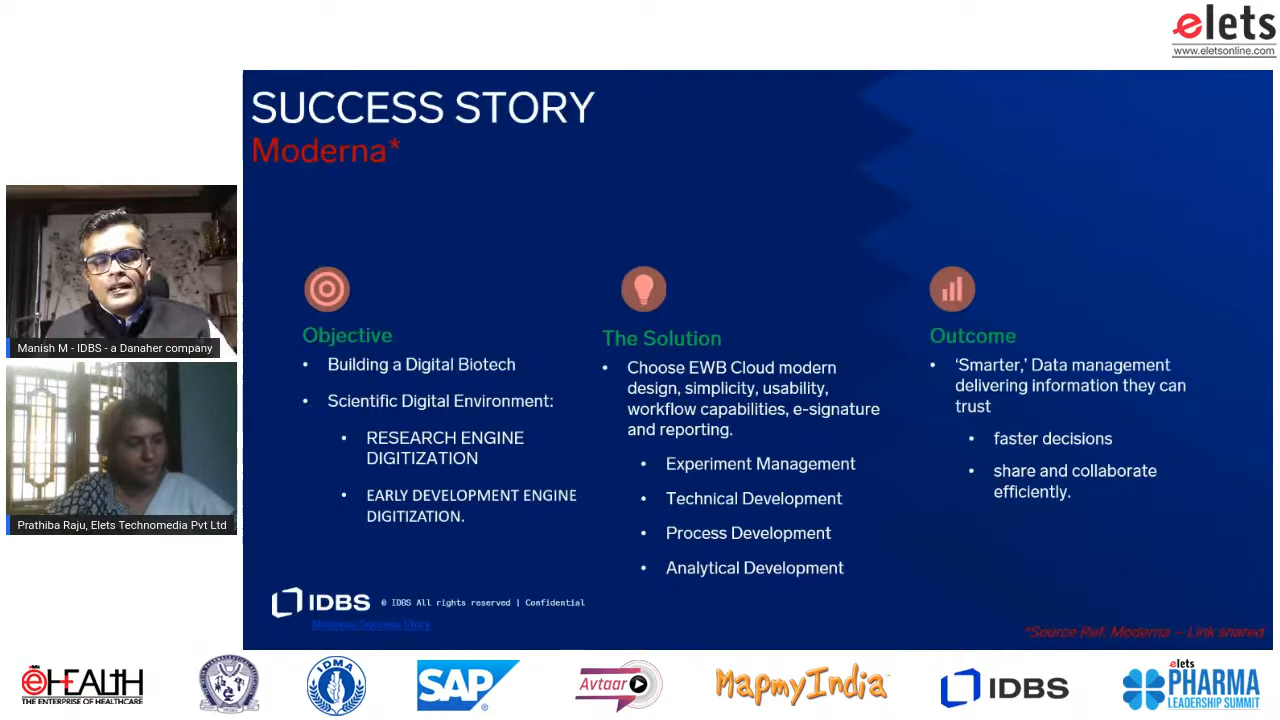 elets
www.eletsonline.com
SUCCESS STORY
Moderna*
Objective
• Building a Digital Biotech
• Scientific Digital Environment:
• RESEARCH ENGINE
DIGITIZATION
• EARLY DEVELOPMENT ENGINE
DIGITIZATION.
The Solution
• Choose EWB Cloud modern
design, simplicity, usability,
workflow capabilities, e-signature
and reporting.
• Experiment Management
• Technical Development
• Process Development
• Analytical Development
Outcome
• ‘Smarter,’ Data management
delivering information they can
trust
• faster decisions
• share and collaborate
efficiently.
IDBS © IDBS All rights reserved | Confidential
Moderna Success Story
*Source Ref. Moderna – Link shared
Manish M - IDBS - a Danaher company
Prathiba Raju, Elets Technomedia Pvt Ltd
elets
eHEALTH
THE ENTERPRISE OF HEALTHCARE
IDMA
SAP
Avtaar
MapmyIndia
IDBS
elets
PHARMA
LEADERSHIP SUMMIT